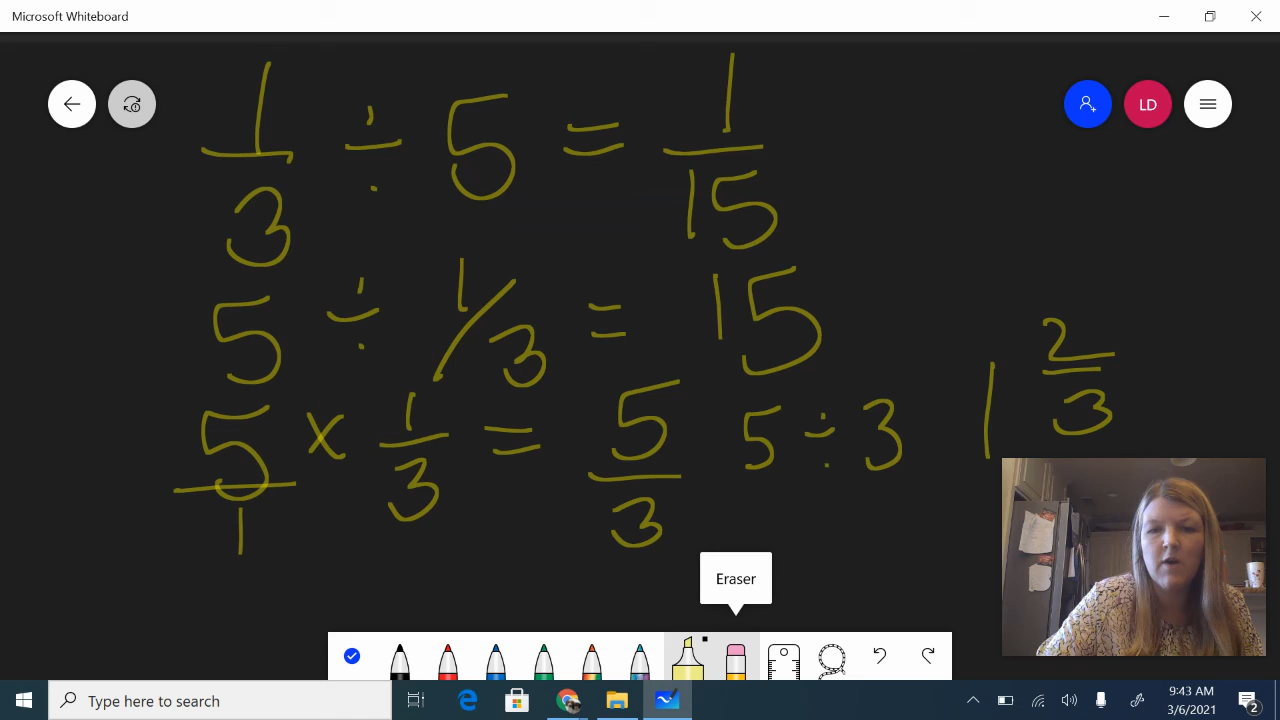 Microsoft Whiteboard
LD
1/3 ÷ 5 = 1/15
5 ÷ 1/3 = 15
5/1 × 1/3 = 5/3 5 ÷ 3 1 2/3
Eraser
Type here to search
9:43 AM
3/6/2021
2